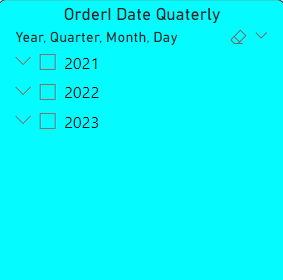 Orderl Date Quaterly
Year, Quarter, Month, Day
2021
2022
2023